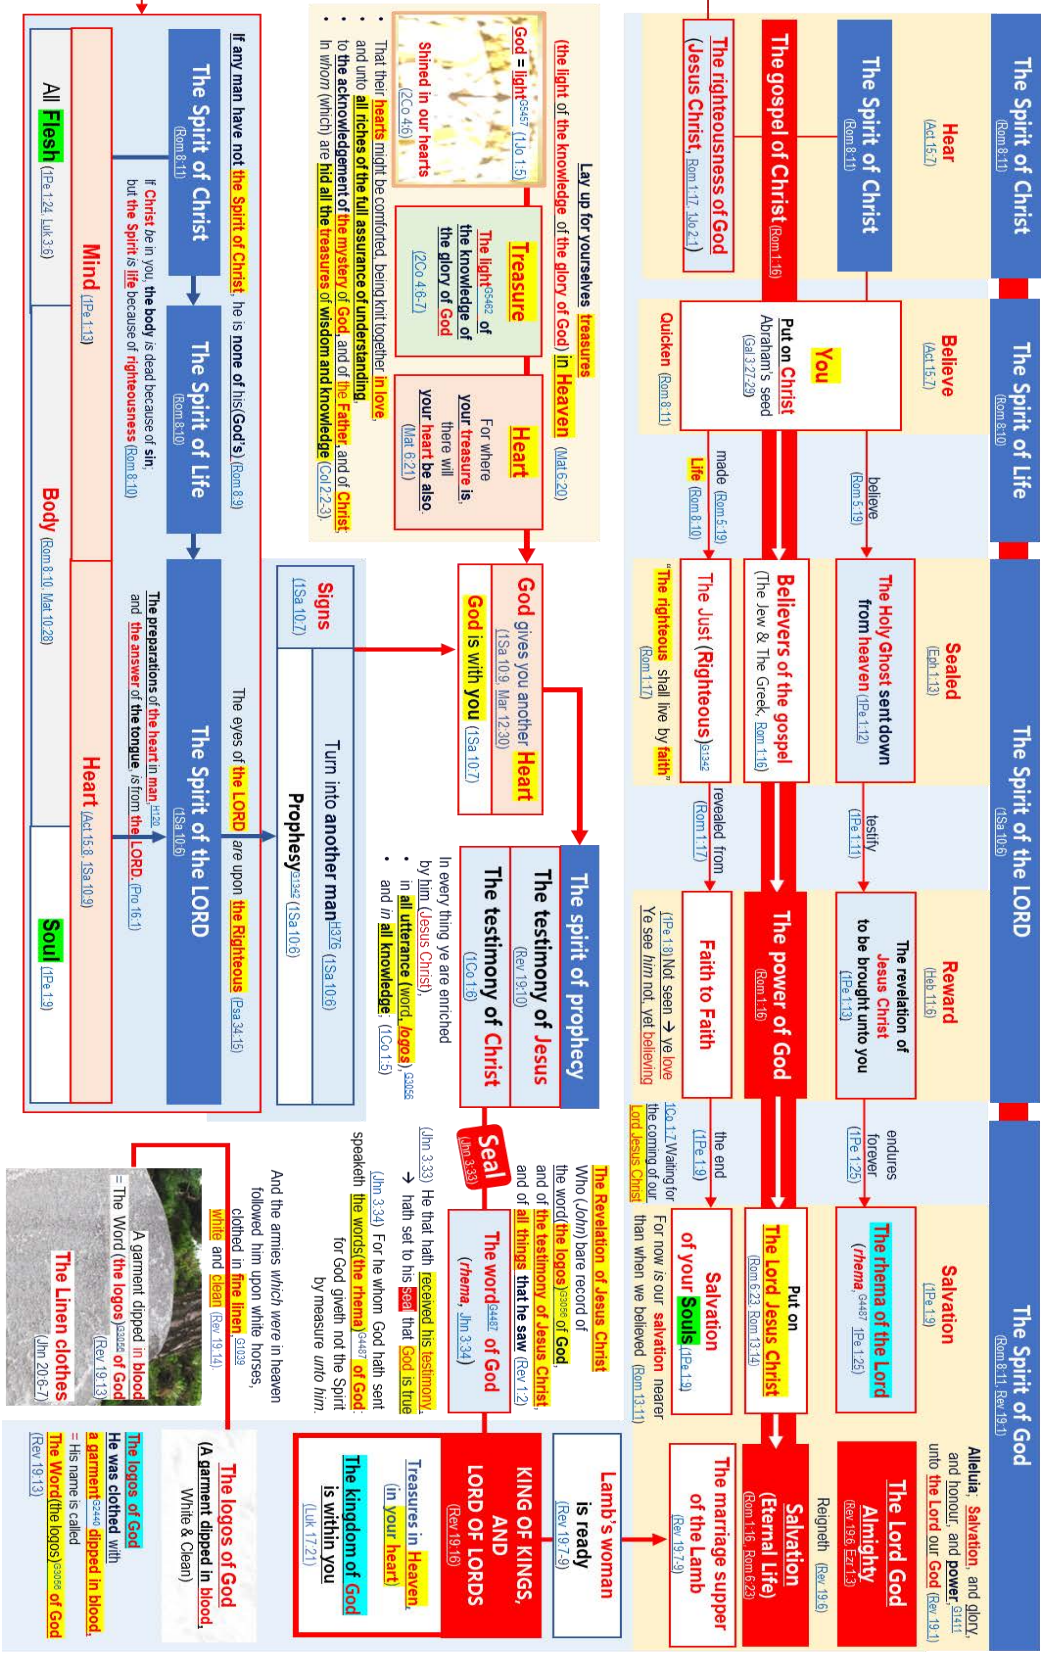 The Spirit of Christ
(Rom 8:11)
The Spirit of Life
(Rom 8:10)
The Spirit of the LORD
(1Sa 10:6)
The Spirit of God
(Rom 8:11, Rev 19:1)
Hear
(Act 15:7)
Believe
(Act 15:7)
Sealed
(Eph 1:13)
Reward
(Heb 11:6)
Salvation
(1Pe 1:9)
Alleluia; Salvation, and glory,
and honour, and power, G1411
unto the Lord our God (Rev 19:1)
The Spirit of Christ
(Rom 8:11)
believe
(Rom 5:19)
The Holy Ghost sent down
from heaven (1Pe 1:12)
testify
(1Pe 1:11)
The revelation of
Jesus Christ
to be brought unto you
(1Pe 1:13)
endures
forever
(1Pe 1:25)
The rhema of the Lord
(rhema, G4487 1Pe 1:25)
The Lord God
Almighty
(Rev 19:6, Ezr 1:3)
Reigneth (Rev 19:6)
The gospel of Christ (Rom 1:16)
You
Put on Christ
Abraham's seed
(Gal 3:27-29)
Believers of the gospel
(The Jew & The Greek, Rom 1:16)
The power of God
(Rom 1:16)
Put on
The Lord Jesus Christ
(Rom 6:23, Rom 13:14)
Salvation
(Eternal Life)
(Rom 1:16, Rom 6:23)
The righteousness of God
(Jesus Christ, Rom 1:17, 1Jo 2:1)
Quicken (Rom 8:11)
made (Rom 5:19)
Life (Rom 8:10)
The Just (Righteous)G1342
"The righteous shall live by faith"
(Rom 1:17)
revealed from
(Rom 1:17)
Faith to Faith
(1Pe 1:8) Not seen → ye love
Ye see him not, yet believing
the end
(1Pe 1:9)
1Co 1:7 Waiting for
the coming of our
Lord Jesus Christ
Salvation
of your Souls (1Pe 1:9)
For now is our salvation nearer
than when we believed (Rom 13:11)
The marriage supper
of the Lamb
(Rev 19:7-9)
Lay up for yourselves treasures
(the light of the knowledge of the glory of God) in Heaven (Mat 6:20)
God = lightG5457 (1Jo 1:5)
Shined in our hearts
(2Co 4:6)
Treasure
The lightG5462 of
the knowledge of
the glory of God
(2Co 4:6-7)
Heart
For where
your treasure is,
there will
your heart be also.
(Mat 6:21)
• That their hearts might be comforted, being knit together in love,
and unto all riches of the full assurance of understanding,
• to the acknowledgement of the mystery of God, and of the Father, and of Christ;
• In whom (which) are hid all the treasures of wisdom and knowledge (Col 2:2-3).
God gives you another Heart
(1Sa 10:9, Mar 12:30)
God is with you (1Sa 10:7)
The spirit of prophecy
The testimony of Jesus
(Rev 19:10)
The testimony of Christ
(1Co 1:6)
In every thing ye are enriched
by him (Jesus Christ),
• in all utterance (word, logos), G3056
• and in all knowledge; (1Co 1:5)
Seal
(Jhn 3:33)
The Revelation of Jesus Christ
Who (John) bare record of
the word(the logos)G3056 of God,
and of the testimony of Jesus Christ,
and of all things that he saw (Rev 1:2)
The wordG4487 of God
(rhema, Jhn 3:34)
(Jhn 3:33) He that hath received his testimony,
→ hath set to his seal that God is true
(Jhn 3:34) For he whom God hath sent
speaketh the words(the rhema)G4487 of God:
for God giveth not the Spirit
by measure unto him.
Lamb's woman
is ready
(Rev 19:7-9)
KING OF KINGS,
AND
LORD OF LORDS
(Rev 19:16)
Treasures in Heaven,
(in your heart)
The kingdom of God
is within you
(Luk 17:21)
Signs
(1Sa 10:7)
Turn into another manH376 (1Sa 10:6)
ProphesyG1342 (1Sa 10:6)
The eyes of the LORD are upon the Righteous (Psa 34:15)
If any man have not the Spirit of Christ, he is none of his(God's) (Rom 8:9)
The Spirit of Christ
(Rom 8:11)
The Spirit of Life
(Rom 8:10)
The Spirit of the LORD
(1Sa 10:6)
If Christ be in you, the body is dead because of sin;
but the Spirit is life because of righteousness (Rom 8:10)
The preparations of the heart in man, H120
and the answer of the tongue, is from the LORD. (Pro 16:1)
Mind (1Pe 1:13)
Heart (Act 15:8, 1Sa 10:9)
All Flesh (1Pe 1:24, Luk 3:6)
Body (Rom 8:10, Mat 10:28)
Soul (1Pe 1:9)
And the armies which were in heaven
followed him upon white horses,
clothed in fine linen, G1039
white and clean (Rev 19:14).
A garment dipped in blood
= The Word (the logos)G3056 of God
(Rev 19:13)
The Linen clothes
(Jhn 20:6-7)
The logos of God
(A garment dipped in blood,
White & Clean)
The logos of God
He was clothed with
a garmentG2440 dipped in blood,
= His name is called
The Word(the logos)G3056 of God
(Rev 19:13)